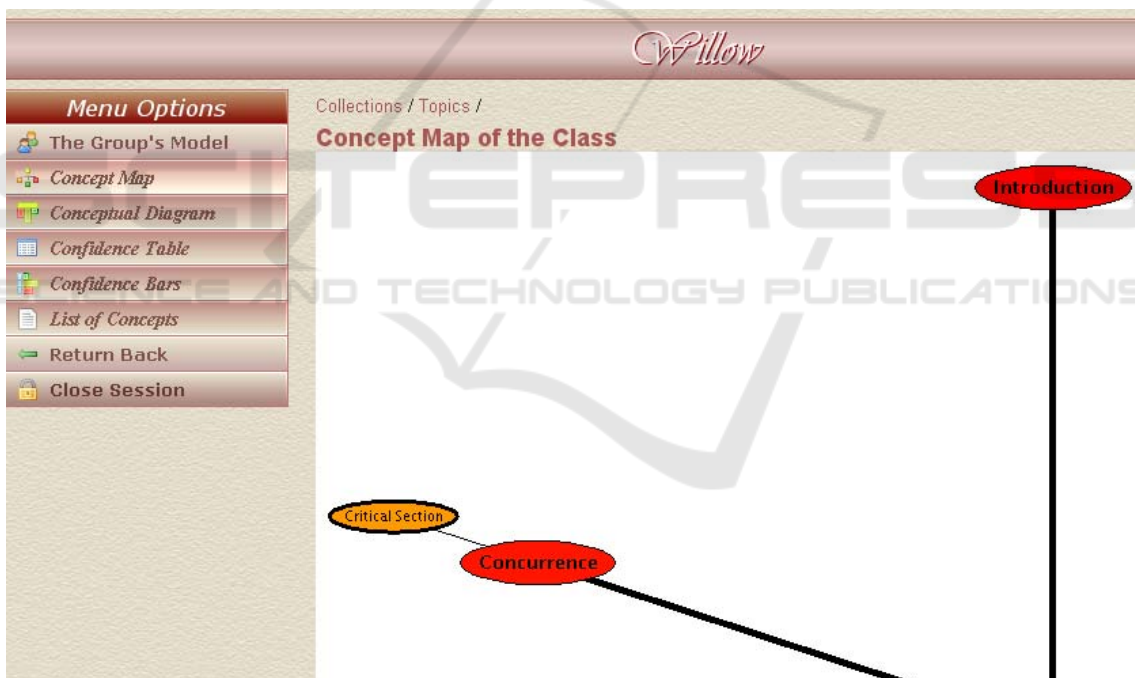 Willow
Menu Options
The Group's Model
Concept Map
Conceptual Diagram
Confidence Table
Confidence Bars
List of Concepts
Return Back
Close Session
Collections / Topics /
Concept Map of the Class
Introduction
Critical Section
Concurrence
SCITEPRESS
SCIENCE AND TECHNOLOGY PUBLICATIONS